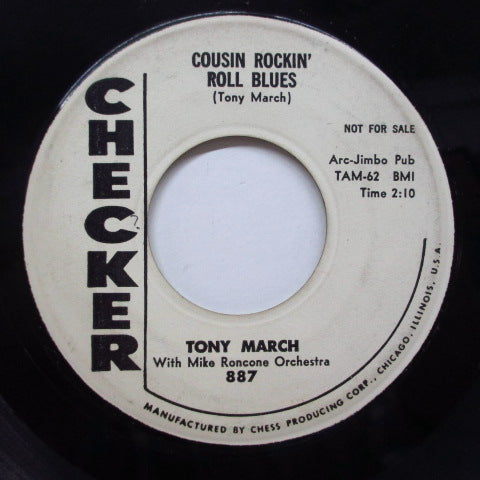 COUSIN ROCKIN'
ROLL BLUES
(Tony March)
CHECKER
NOT FOR SALE
Arc-Jimbo Pub
TAM-62 BMI
Time 2:10
TONY MARCH
With Mike Roncone Orchestra
887
MANUFACTURED BY CHESS PRODUCING CORP., CHICAGO, ILLINOIS, U.S.A.